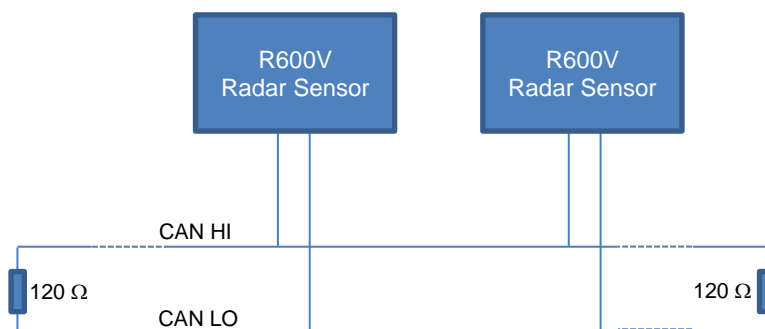 R600V
Radar Sensor
R600V
Radar Sensor
CAN HI
120 Ω
120 Ω
CAN LO